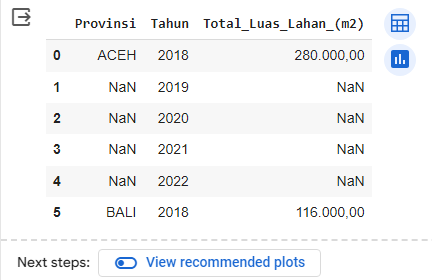 Provinsi Tahun Total_Luas_Lahan_(m2)
0 ACEH 2018 280.000,00
1 NaN 2019 NaN
2 NaN 2020 NaN
3 NaN 2021 NaN
4 NaN 2022 NaN
5 BALI 2018 116.000,00
Next steps: View recommended plots